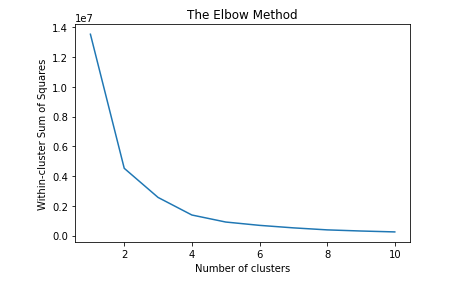 The Elbow Method
1e7
1.4
1.2
1.0
0.8
0.6
0.4
0.2
0.0
Within-cluster Sum of Squares
2 4 6 8 10
Number of clusters